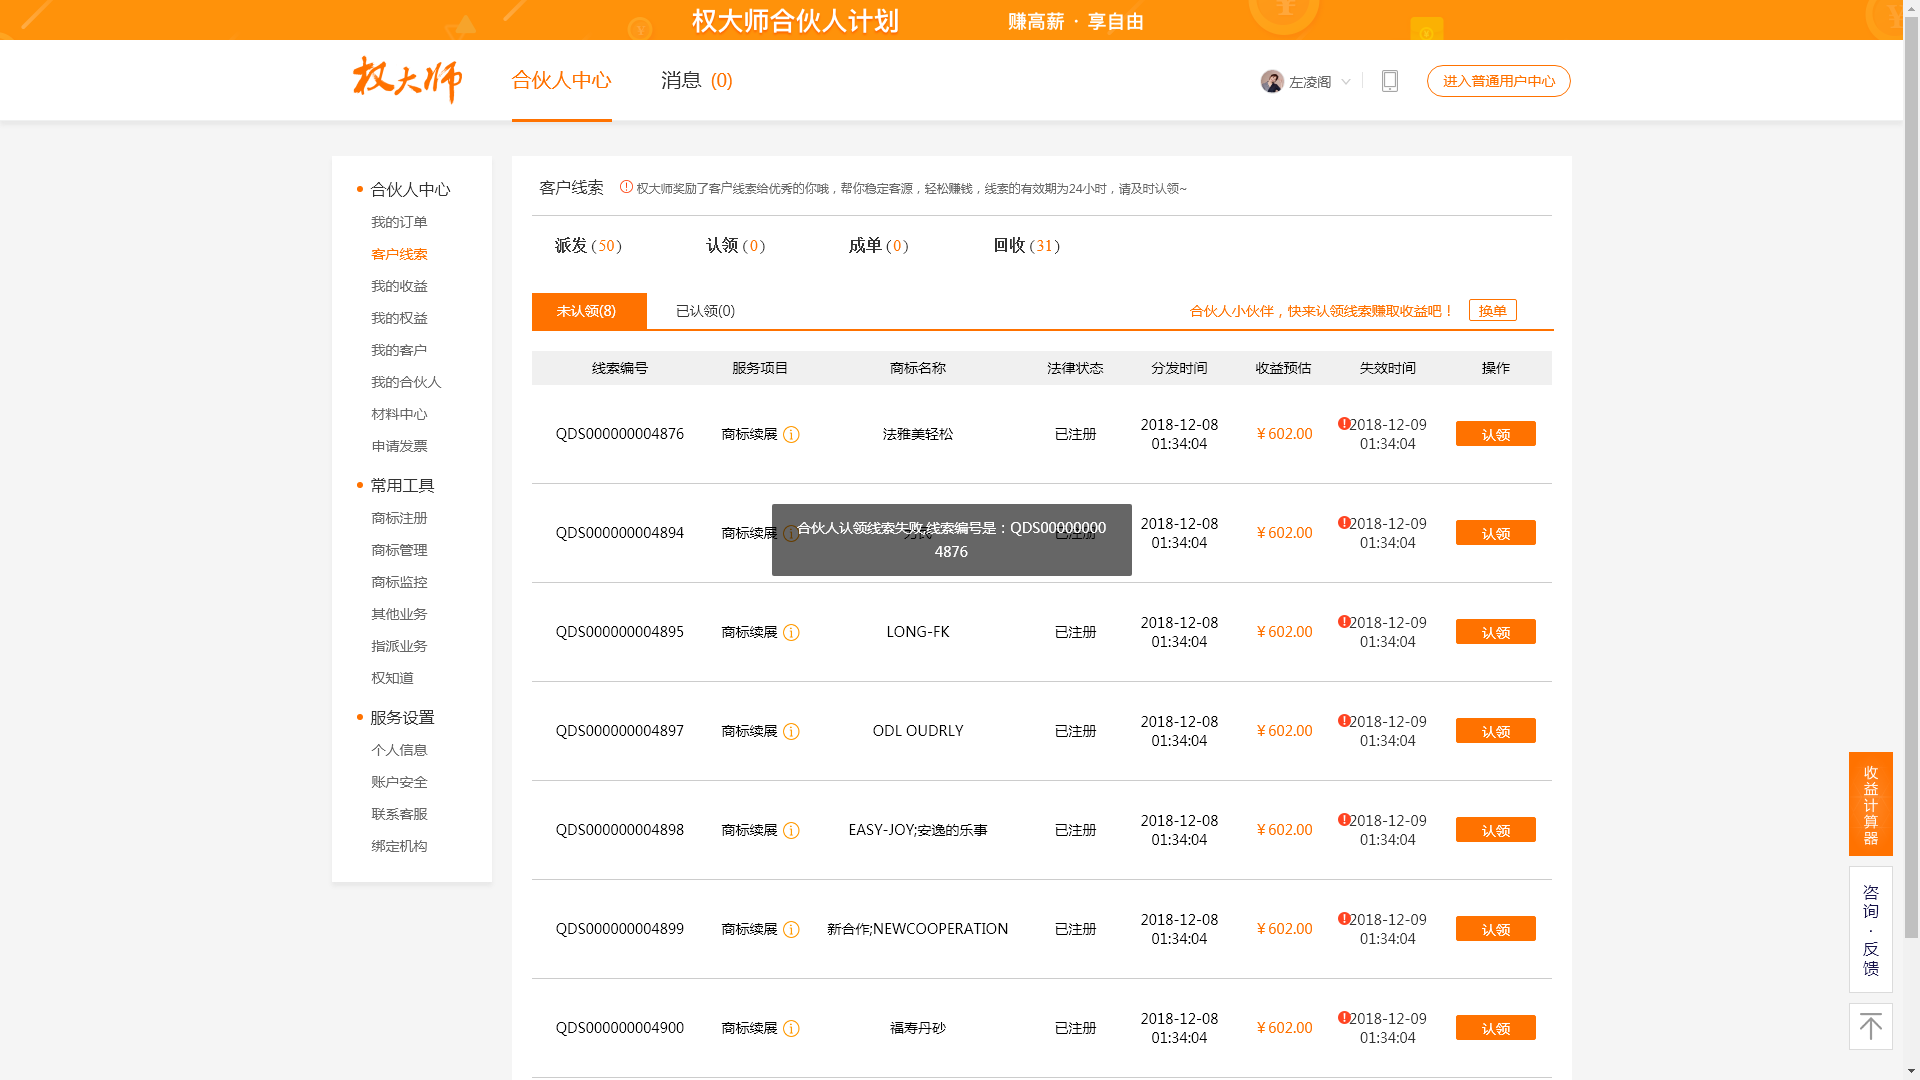 权大师合伙人计划 赚高薪 · 享自由
权大师 合伙人中心 消息 (0) 左凌阁 进入普通用户中心
合伙人中心
我的订单
客户线索
我的收益
我的权益
我的客户
我的合伙人
材料中心
申请发票
常用工具
商标注册
商标管理
商标监控
其他业务
指派业务
权知道
服务设置
个人信息
账户安全
联系客服
绑定机构
客户线索 权大师奖励了客户线索给优秀的你哦，帮你稳定客源，轻松赚钱，线索的有效期为24小时，请及时认领~
派发 (50) 认领 (0) 成单 (0) 回收 (31)
未认领(8) 已认领(0) 合伙人小伙伴，快来认领线索赚取收益吧！ 换单
线索编号 服务项目 商标名称 法律状态 分发时间 收益预估 失效时间 操作
QDS000000004876 商标续展 法雅美轻松 已注册 2018-12-08 01:34:04 ￥602.00 2018-12-09 01:34:04 认领
QDS000000004894 商标续展 已注册 2018-12-08 01:34:04 ￥602.00 2018-12-09 01:34:04 认领
合伙人认领线索失败,线索编号是：QDS00000000
4876
QDS000000004895 商标续展 LONG-FK 已注册 2018-12-08 01:34:04 ￥602.00 2018-12-09 01:34:04 认领
QDS000000004897 商标续展 ODL OUDRLY 已注册 2018-12-08 01:34:04 ￥602.00 2018-12-09 01:34:04 认领
QDS000000004898 商标续展 EASY-JOY;安逸的乐事 已注册 2018-12-08 01:34:04 ￥602.00 2018-12-09 01:34:04 认领
QDS000000004899 商标续展 新合作;NEWCOOPERATION 已注册 2018-12-08 01:34:04 ￥602.00 2018-12-09 01:34:04 认领
QDS000000004900 商标续展 福寿丹砂 已注册 2018-12-08 01:34:04 ￥602.00 2018-12-09 01:34:04 认领
收益计算器
咨询·反馈